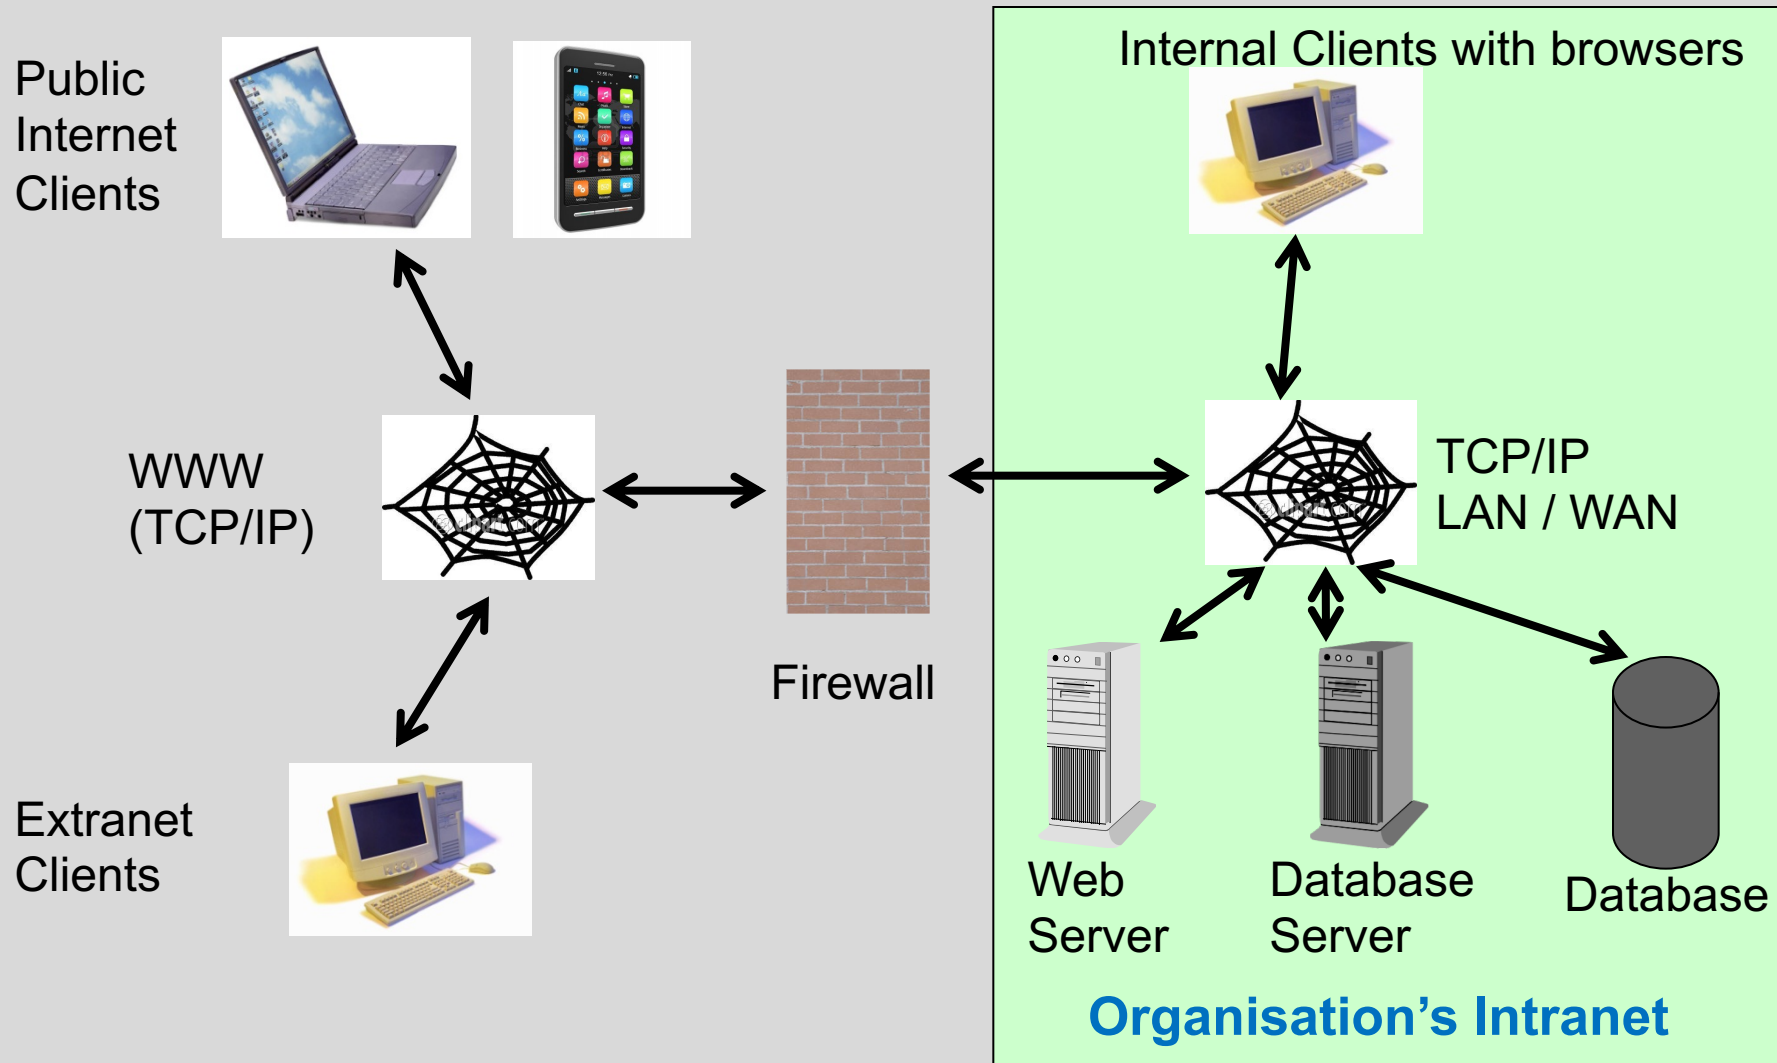 Public
Internet
Clients
Internal Clients with browsers
WWW
(TCP/IP)
TCP/IP
LAN / WAN
Firewall
Extranet
Clients
Web
Server
Database
Server
Database
Organisation’s Intranet